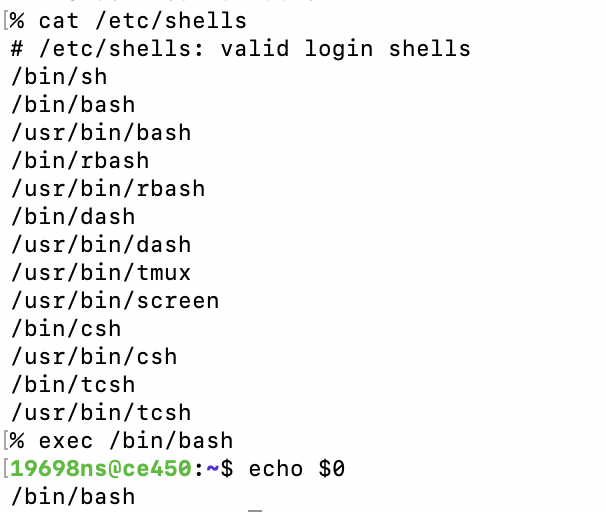 [% cat /etc/shells
# /etc/shells: valid login shells
/bin/sh
/bin/bash
/usr/bin/bash
/bin/rbash
/usr/bin/rbash
/bin/dash
/usr/bin/dash
/usr/bin/tmux
/usr/bin/screen
/bin/csh
/usr/bin/csh
/bin/tcsh
/usr/bin/tcsh
[% exec /bin/bash
[19698ns@ce450:~$ echo $0
/bin/bash